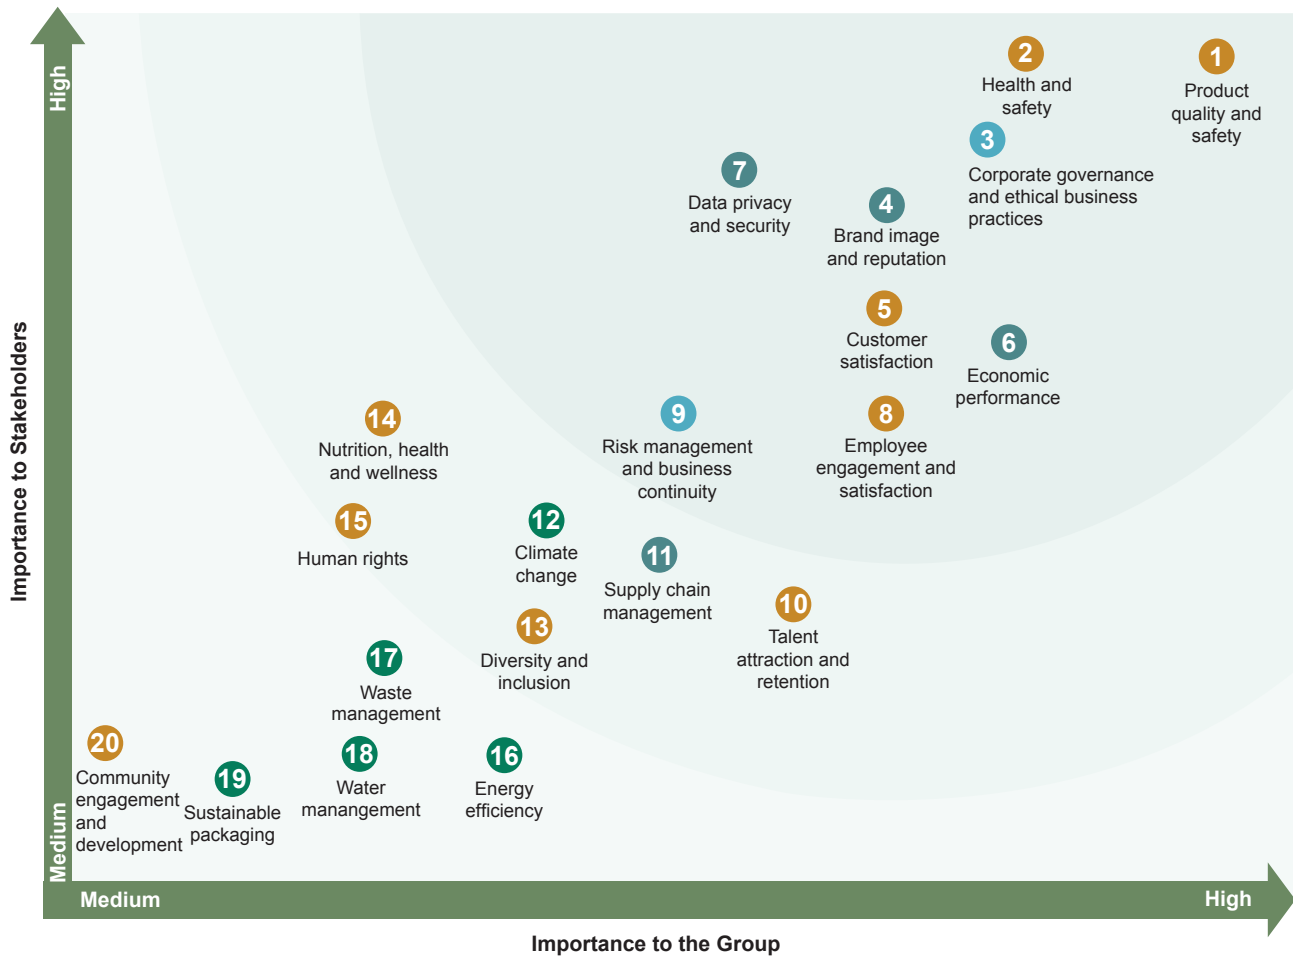 High
2
Health and
safety
1
Product
quality and
safety
3
Corporate governance
and ethical business
practices
7
Data privacy
and security
4
Brand image
and reputation
5
Customer
satisfaction
6
Economic
performance
Importance to Stakeholders
14
Nutrition, health
and wellness
9
Risk management
and business
continuity
8
Employee
engagement and
satisfaction
15
Human rights
12
Climate
change
11
Supply chain
management
10
Talent
attraction and
retention
13
Diversity and
inclusion
17
Waste
management
20
Community
engagement
and
development
19
Sustainable
packaging
18
Water
manangement
16
Energy
efficiency
Medium
Medium
High
Importance to the Group